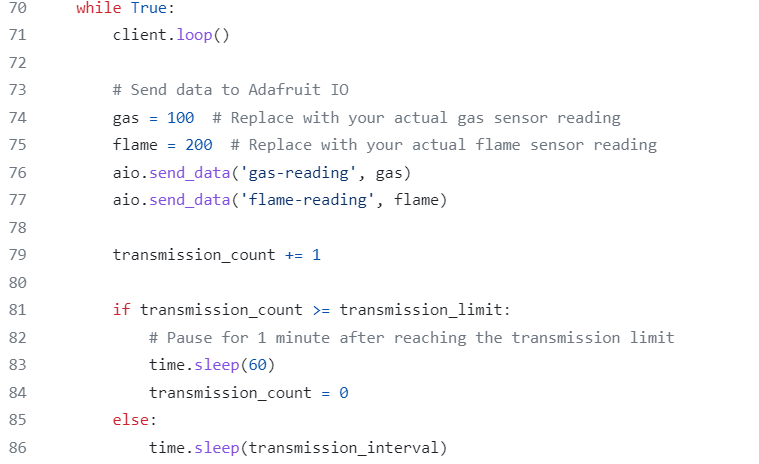 70 while True:
71 client.loop()
72
73 # Send data to Adafruit IO
74 gas = 100 # Replace with your actual gas sensor reading
75 flame = 200 # Replace with your actual flame sensor reading
76 aio.send_data('gas-reading', gas)
77 aio.send_data('flame-reading', flame)
78
79 transmission_count += 1
80
81 if transmission_count >= transmission_limit:
82 # Pause for 1 minute after reaching the transmission limit
83 time.sleep(60)
84 transmission_count = 0
85 else:
86 time.sleep(transmission_interval)